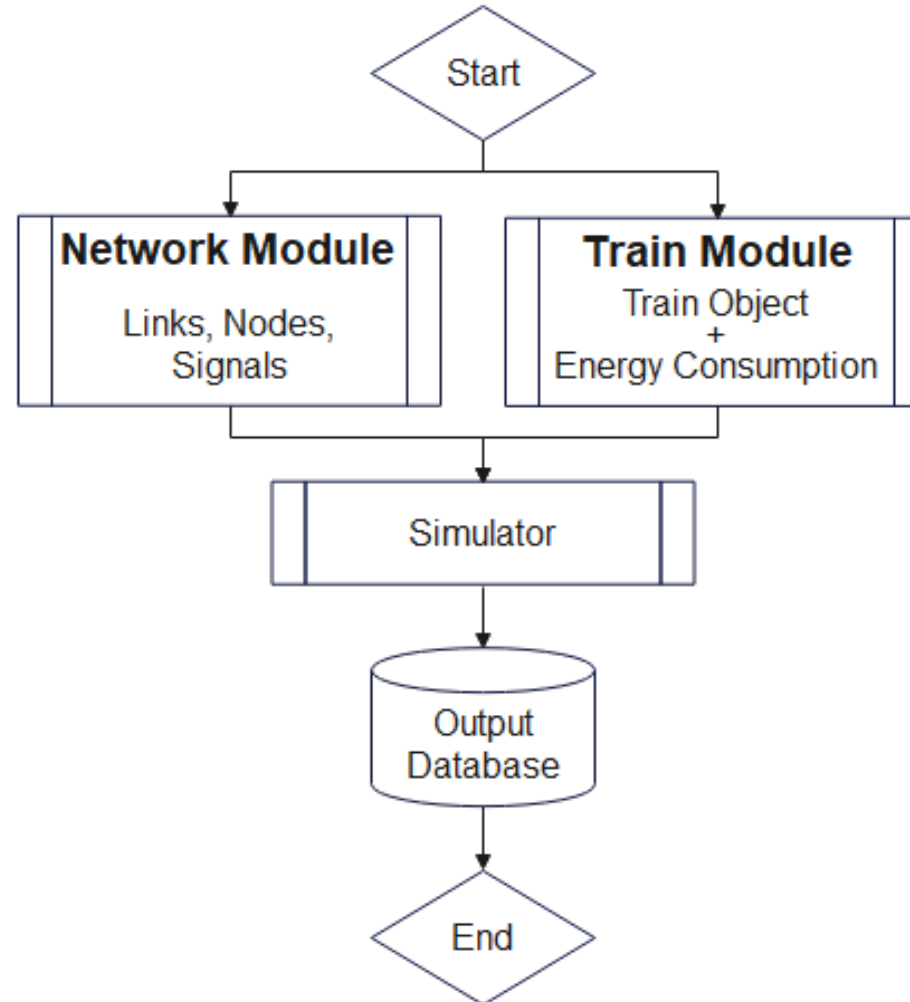 Start
Network Module
Links, Nodes,
Signals
Train Module
Train Object
+
Energy Consumption
Simulator
Output
Database
End